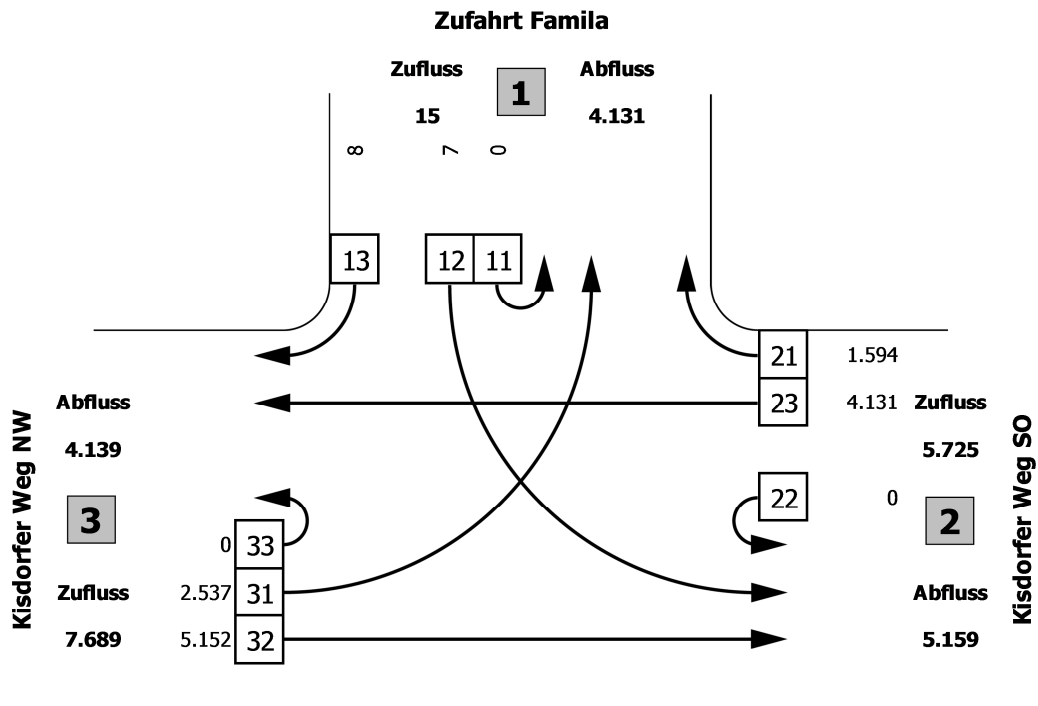 Zufahrt Famila
Zufluss 1 Abfluss
15 4.131
8 7 0
13 12 11
21 1.594
Abfluss 23 4.131 Zufluss
4.139 5.725
Kisdorfer Weg NW
Kisdorfer Weg SO
22 0
3 2
0 33
Zufluss 2.537 31 Abfluss
7.689 5.152 32 5.159